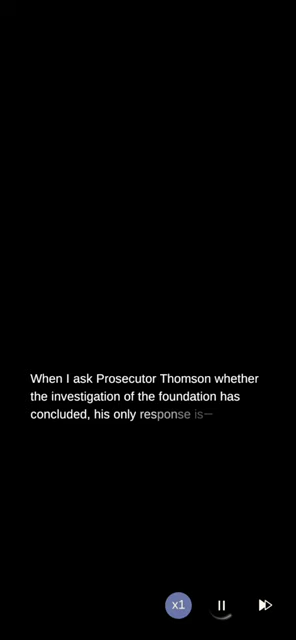 When I ask Prosecutor Thomson whether
the investigation of the foundation has
concluded, his only response is—
x1